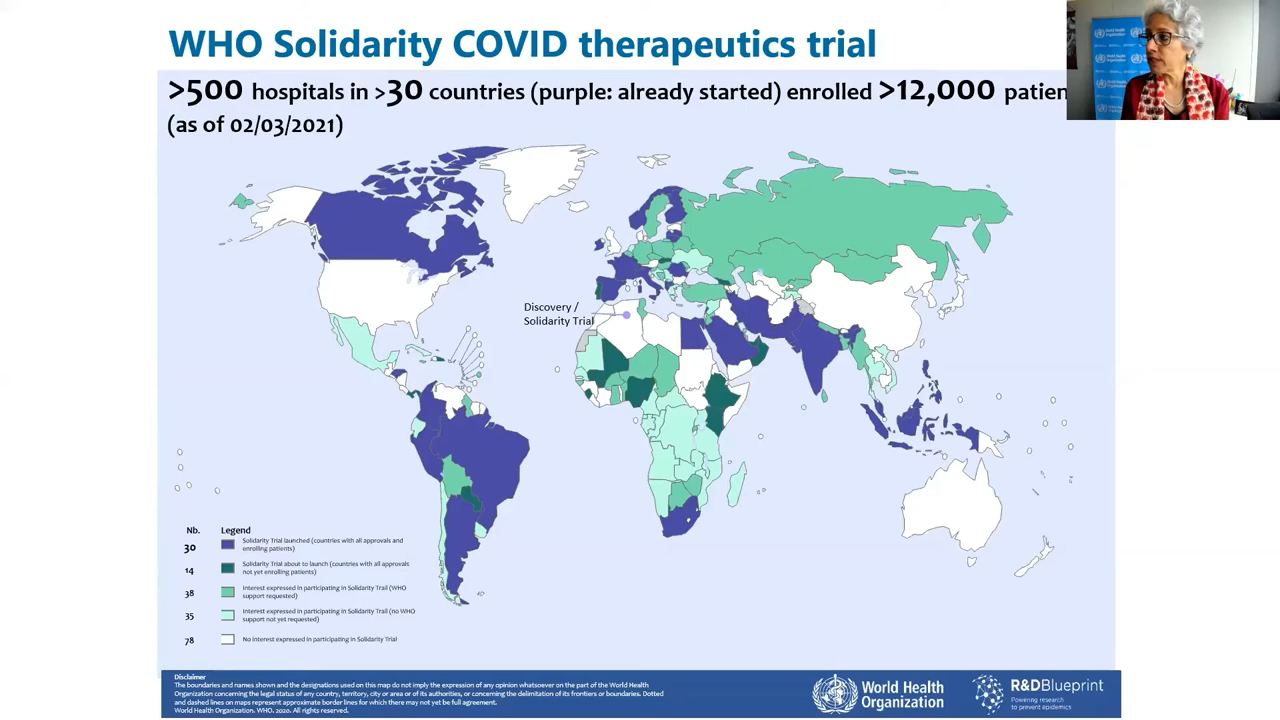 WHO Solidarity COVID therapeutics trial
>500 hospitals in >30 countries (purple: already started) enrolled >12,000 patien
(as of 02/03/2021)
Discovery /
Solidarity Trial
Nb. Legend
30 Solidarity Trial launched (countries with all approvals and
enrolling patients)
14 Solidarity Trial about to launch (countries with all approvals
not yet enrolling patients)
38 Interest expressed in participating in Solidarity Trail (WHO
support requested)
35 Interest expressed in participating in Solidarity Trail (no WHO
support not yet requested)
78 No interest expressed in participating in Solidarity Trial
Disclaimer
The boundaries and names shown and the designations used on this map do not imply the expression of any opinion whatsoever on the part of the World Health
Organization concerning the legal status of any country, territory, city or area or of its authorities, or concerning the delimitation of its frontiers or boundaries. Dotted
and dashed lines on maps represent approximate border lines for which there may not yet be full agreement.
World Health Organization. WHO. 2020. All rights reserved.
World Health
Organization
R&DBlueprint
Powering research
to prevent epidemics